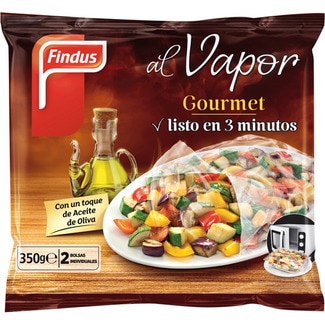 Findus
al Vapor
Gourmet
√ listo en 3 minutos
Con un toque
de Aceite
de Oliva
350g℮ 2 BOLSAS
INDIVIDUALES